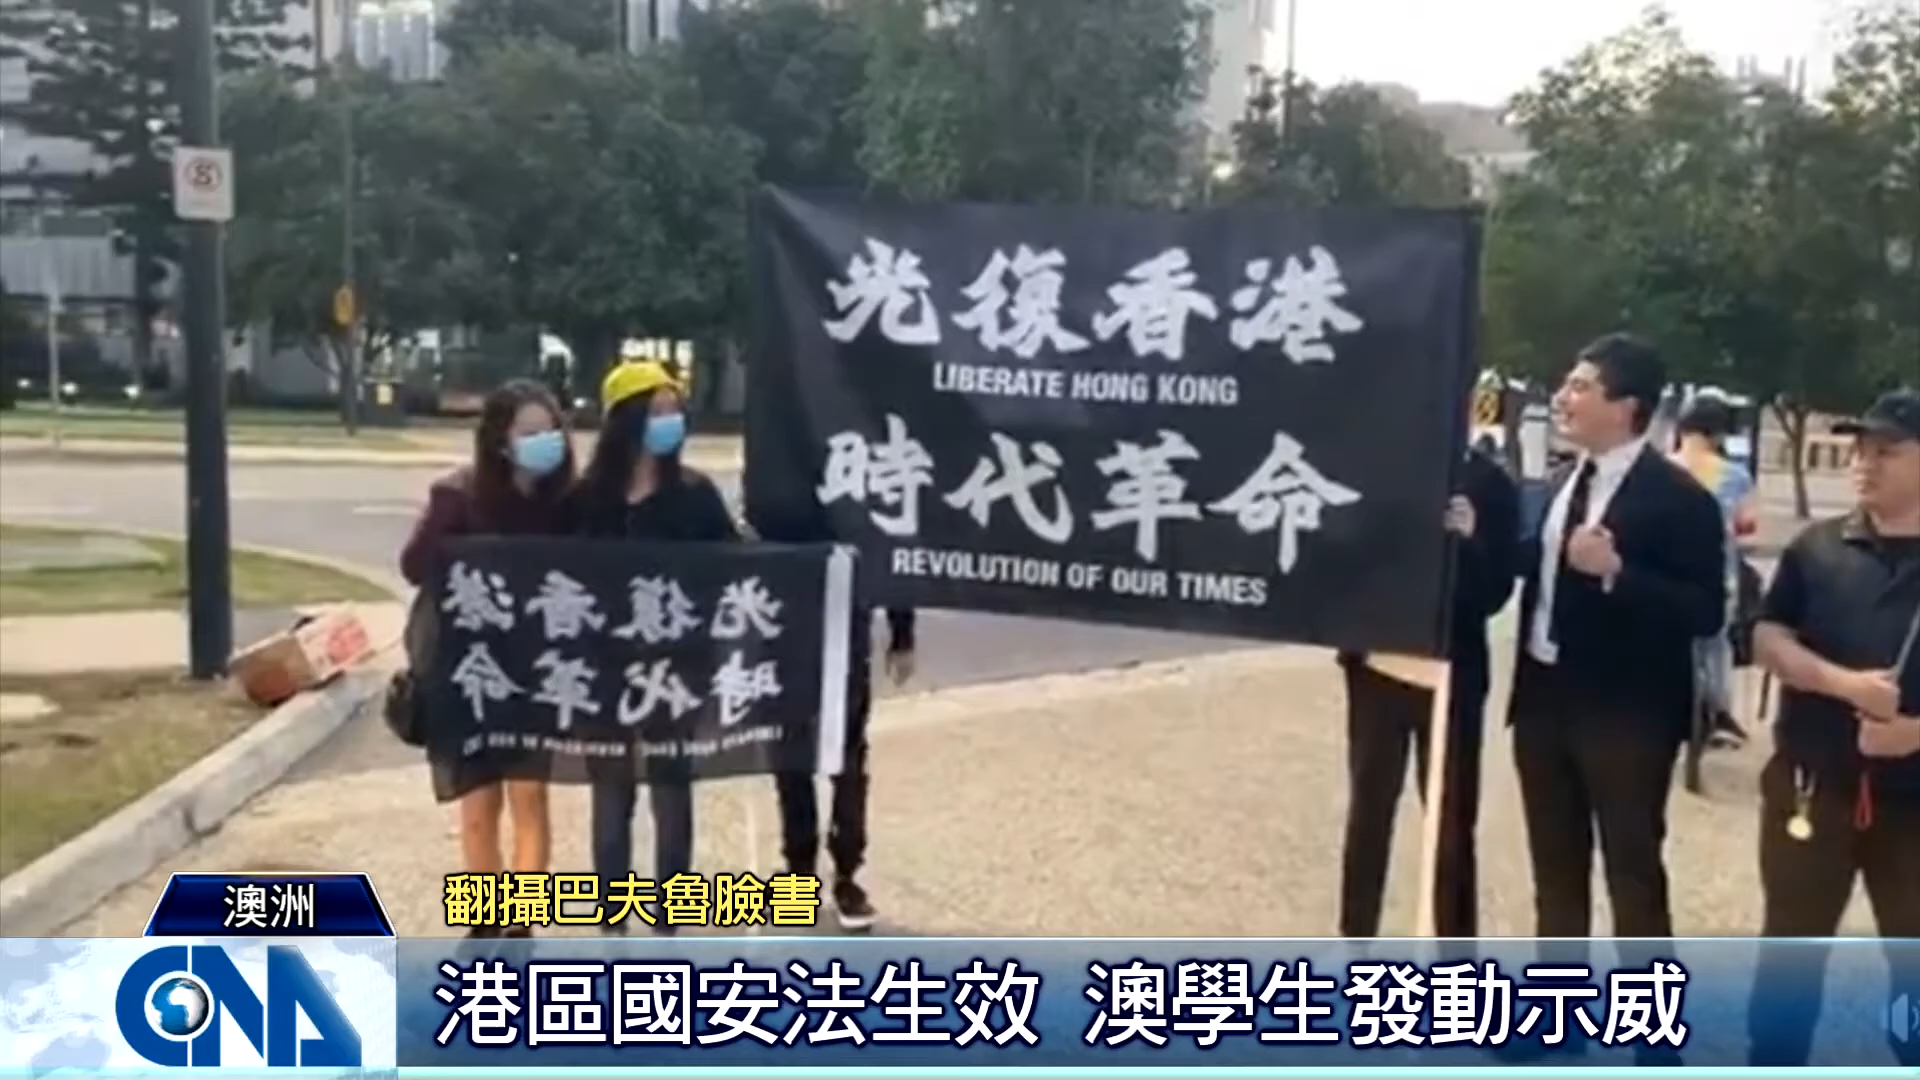 光復香港
LIBERATE HONG KONG
時代革命
REVOLUTION OF OUR TIMES
光復香港
時代革命
翻攝巴夫魯臉書
澳洲
CNA
港區國安法生效 澳學生發動示威